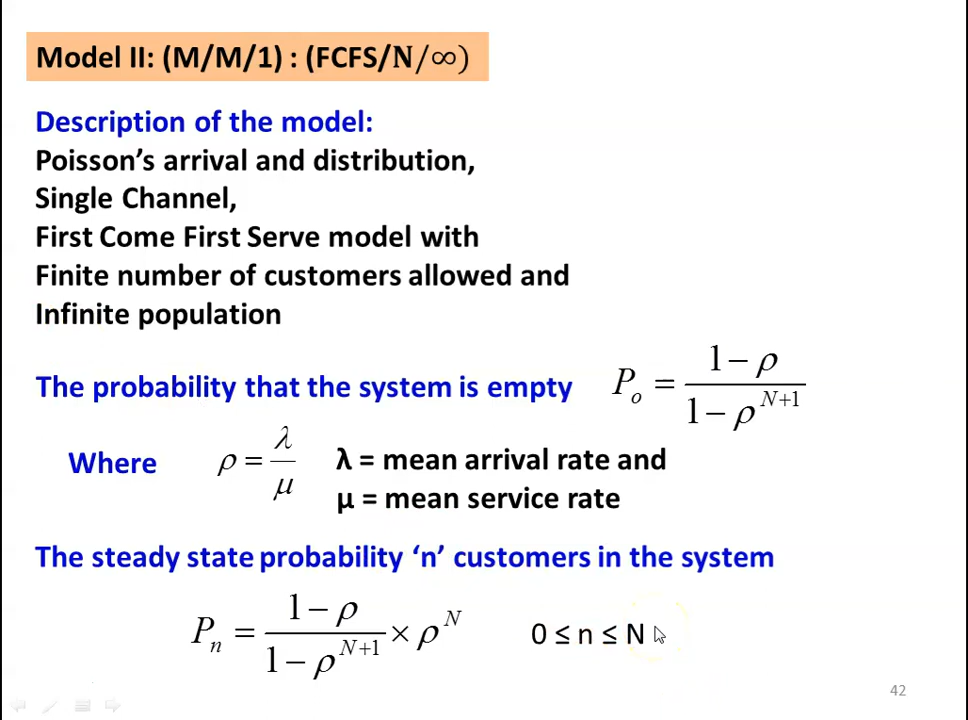 Model II: (M/M/1) : (FCFS/N/∞)
Description of the model:
Poisson’s arrival and distribution,
Single Channel,
First Come First Serve model with
Finite number of customers allowed and
Infinite population
The probability that the system is empty P_o = (1 − ρ) / (1 − ρ^{N+1})
Where ρ = λ / μ λ = mean arrival rate and
μ = mean service rate
The steady state probability ‘n’ customers in the system
P_n = (1 − ρ) / (1 − ρ^{N+1}) × ρ^N 0 ≤ n ≤ N
42